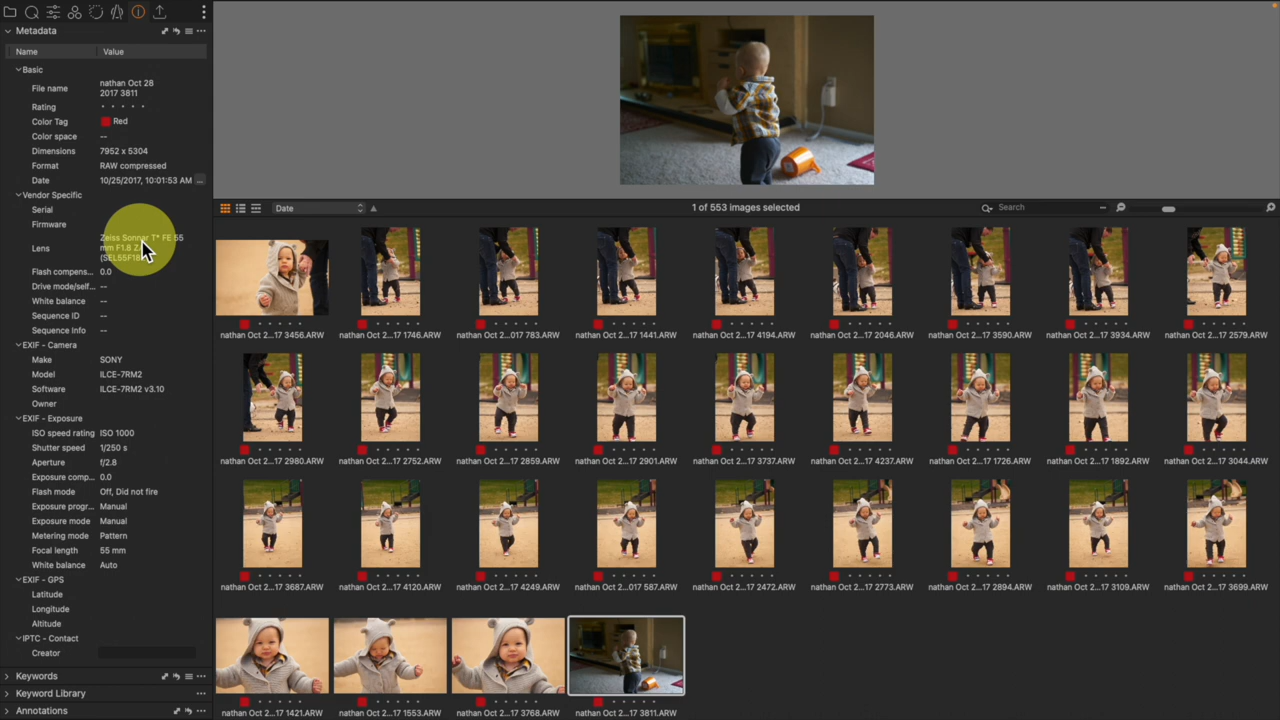 Metadata
Name Value
Basic
File name nathan Oct 28
2017 3811
Rating
Color Tag Red
Color space --
Dimensions 7952 x 5304
Format RAW compressed
Date 10/25/2017, 10:01:53 AM ...
Vendor Specific
Serial
Firmware
Lens Zeiss Sonnar T* FE 55
mm F1.8
(SEL55F18
Flash compens... 0.0
Drive mode/self... --
White balance --
Sequence ID --
Sequence Info --
EXIF - Camera
Make SONY
Model ILCE-7RM2
Software ILCE-7RM2 v3.10
Owner
EXIF - Exposure
ISO speed rating ISO 1000
Shutter speed 1/250 s
Aperture f/2.8
Exposure comp... 0.0
Flash mode Off, Did not fire
Exposure progr... Manual
Exposure mode Manual
Metering mode Pattern
Focal length 55 mm
White balance Auto
EXIF - GPS
Latitude
Longitude
Altitude
IPTC - Contact
Creator
Keywords
Keyword Library
Annotations
Date 1 of 553 images selected Search
nathan Oct 2...17 3456.ARW nathan Oct 2...17 1746.ARW nathan Oct 2...017 783.ARW nathan Oct 2...17 1441.ARW nathan Oct 2...17 4194.ARW nathan Oct 2...17 2046.ARW nathan Oct 2...17 3590.ARW nathan Oct 2...17 3934.ARW nathan Oct 2...17 2579.ARW
nathan Oct 2...17 2980.ARW nathan Oct 2...17 2752.ARW nathan Oct 2...17 2859.ARW nathan Oct 2...17 2901.ARW nathan Oct 2...17 3737.ARW nathan Oct 2...17 4237.ARW nathan Oct 2...17 1726.ARW nathan Oct 2...17 1892.ARW nathan Oct 2...17 3044.ARW
nathan Oct 2...17 3687.ARW nathan Oct 2...17 4120.ARW nathan Oct 2...17 4249.ARW nathan Oct 2...017 587.ARW nathan Oct 2...17 2472.ARW nathan Oct 2...17 2773.ARW nathan Oct 2...17 2894.ARW nathan Oct 2...17 3109.ARW nathan Oct 2...17 3699.ARW
nathan Oct 2...17 1421.ARW nathan Oct 2...17 1553.ARW nathan Oct 2...17 3768.ARW nathan Oct 2...17 3811.ARW